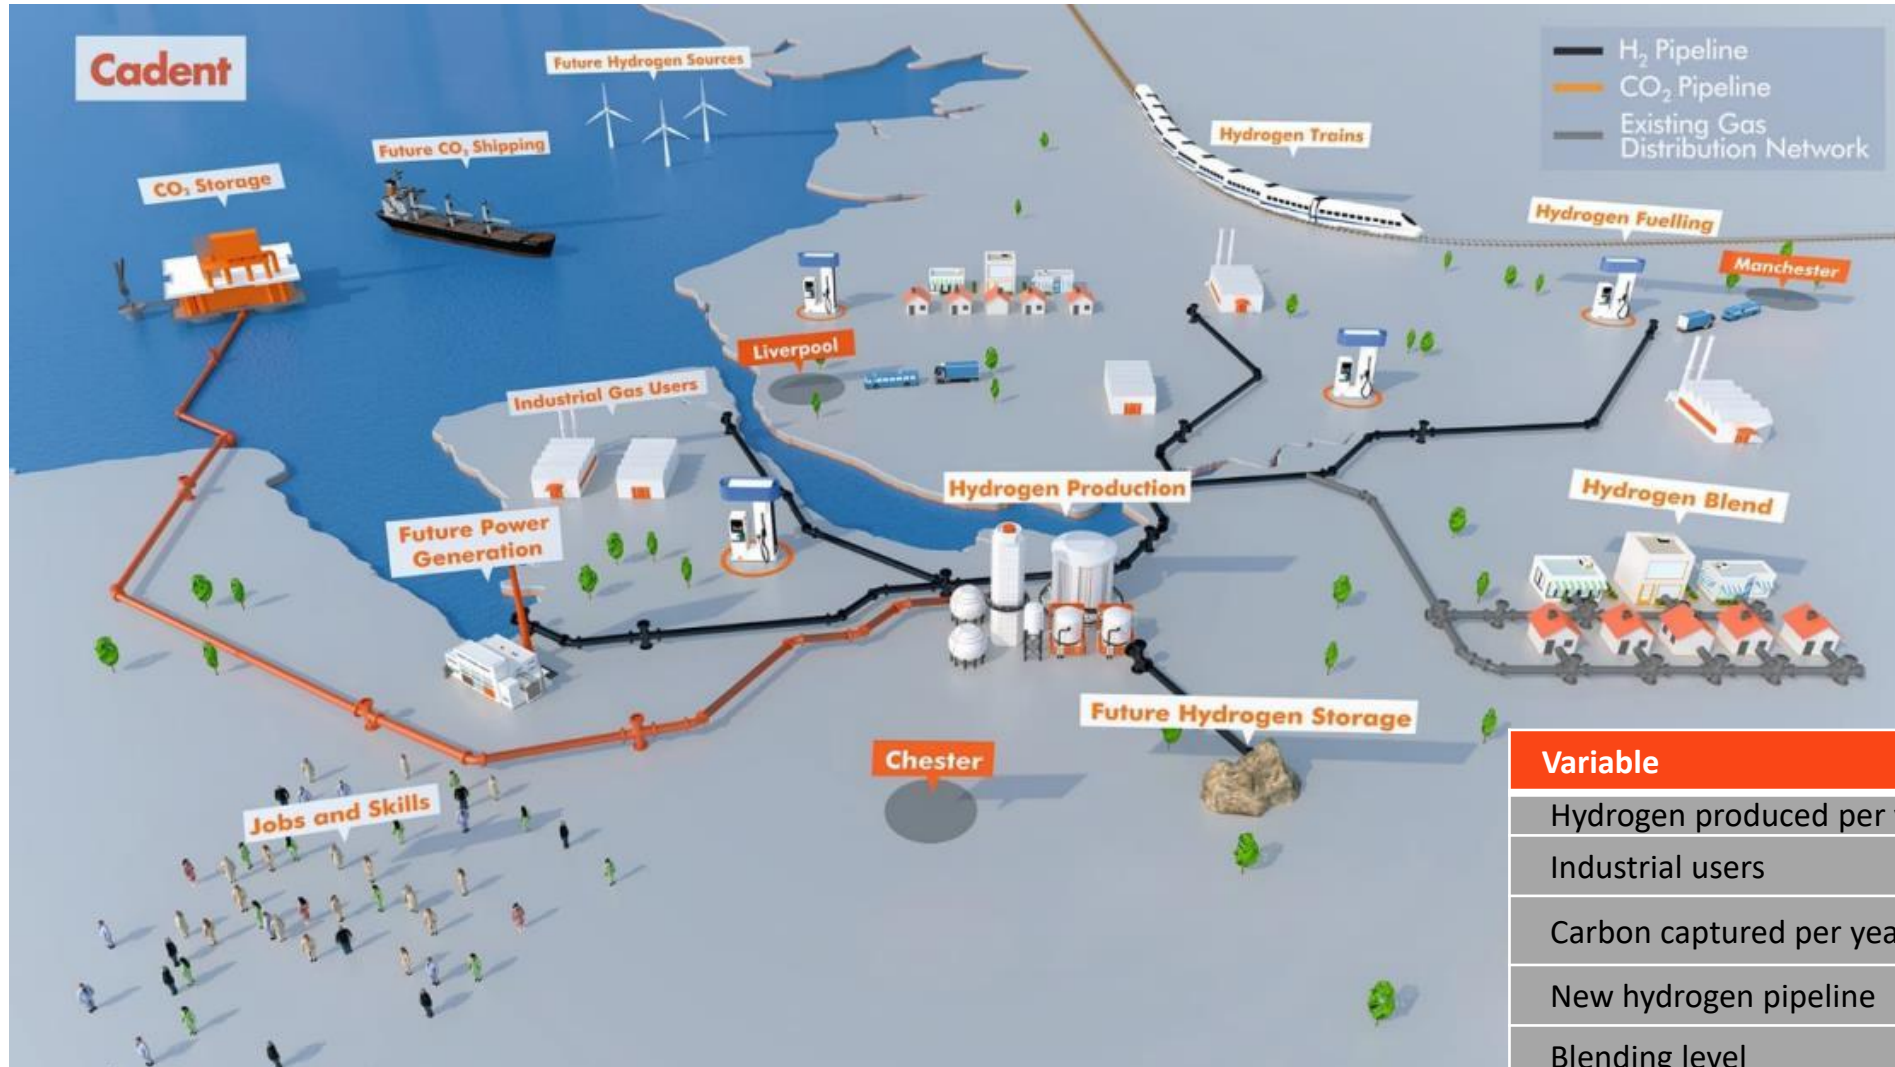 Cadent
Future Hydrogen Sources
H₂ Pipeline
CO₂ Pipeline
Existing Gas
Distribution Network
Future CO₂ Shipping
Hydrogen Trains
CO₂ Storage
Hydrogen Fuelling
Manchester
Liverpool
Industrial Gas Users
Hydrogen Production
Hydrogen Blend
Future Power
Generation
Future Hydrogen Storage
Chester
Jobs and Skills
Variable
Hydrogen produced per
Industrial users
Carbon captured per yea
New hydrogen pipeline
Blending level